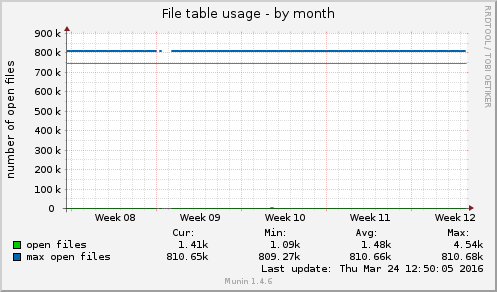 File table usage - by month
RRDTOOL / TOBI OETIKER
number of open files
900 k
800 k
700 k
600 k
500 k
400 k
300 k
200 k
100 k
0
Week 08 Week 09 Week 10 Week 11 Week 12
Cur: Min: Avg: Max:
open files 1.41k 1.09k 1.48k 4.54k
max open files 810.65k 809.27k 810.66k 810.68k
Last update: Thu Mar 24 12:50:05 2016
Munin 1.4.6